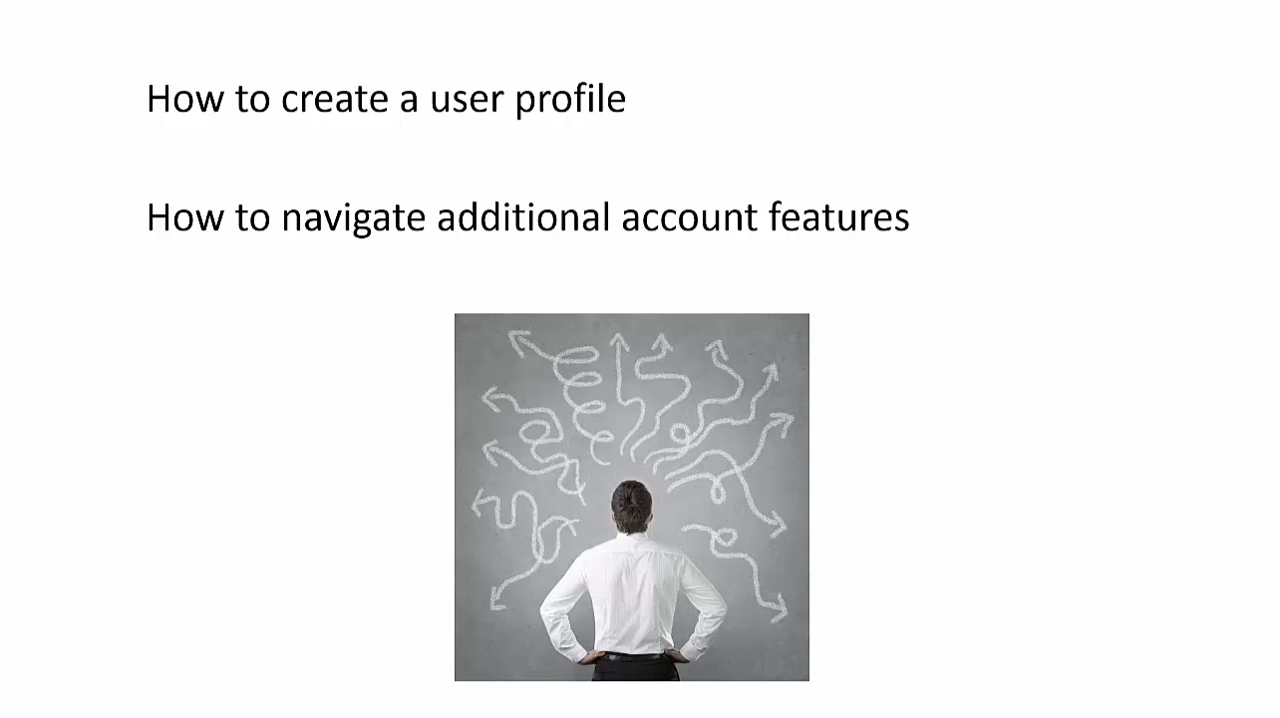 How to create a user profile
How to navigate additional account features